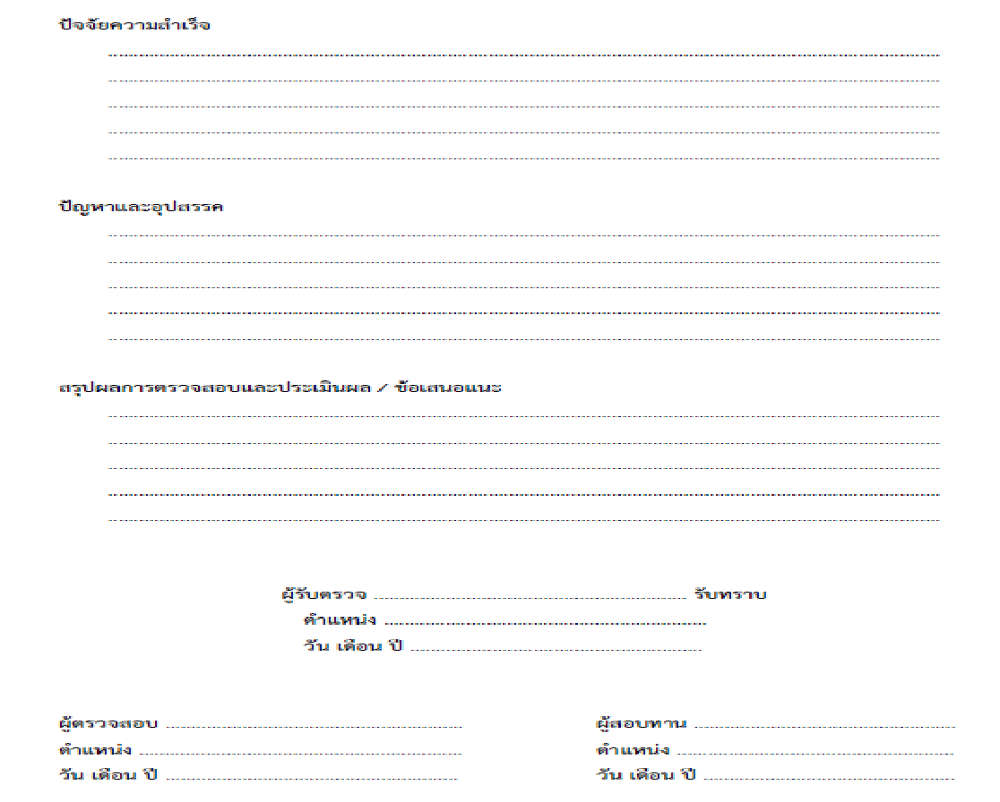 ปัจจัยความสำเร็จ
................................................................................
................................................................................
................................................................................
................................................................................
................................................................................
ปัญหาและอุปสรรค
................................................................................
................................................................................
................................................................................
................................................................................
................................................................................
สรุปผลการตรวจสอบและประเมินผล / ข้อเสนอแนะ
................................................................................
................................................................................
................................................................................
................................................................................
................................................................................
ผู้รับตรวจ ........................................ รับทราบ
ตำแหน่ง ........................................
วัน เดือน ปี ........................................
ผู้ตรวจสอบ ........................................ ผู้สอบทาน ........................................
ตำแหน่ง ........................................ ตำแหน่ง ........................................
วัน เดือน ปี ........................................ วัน เดือน ปี ........................................